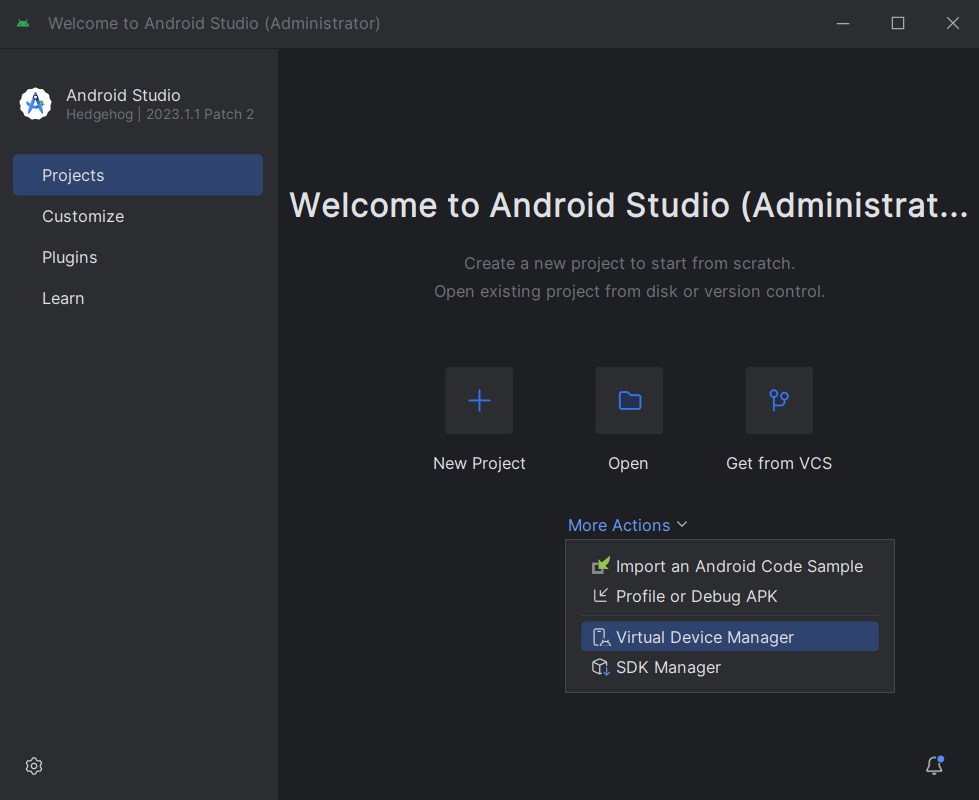 Welcome to Android Studio (Administrator)
Android Studio
Hedgehog | 2023.1.1 Patch 2
Projects
Customize
Plugins
Learn
Welcome to Android Studio (Administrat...
Create a new project to start from scratch.
Open existing project from disk or version control.
New Project
Open
Get from VCS
More Actions
Import an Android Code Sample
Profile or Debug APK
Virtual Device Manager
SDK Manager